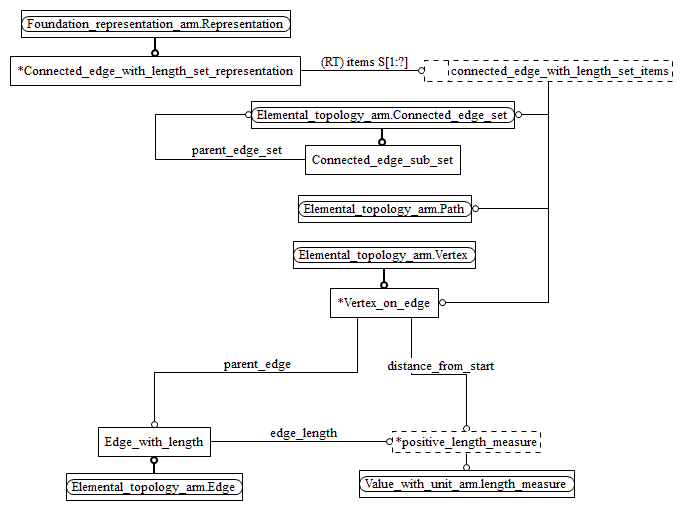 Foundation_representation_arm.Representation
*Connected_edge_with_length_set_representation
(RT) items S[1:?]
connected_edge_with_length_set_items
Elemental_topology_arm.Connected_edge_set
parent_edge_set
Connected_edge_sub_set
Elemental_topology_arm.Path
Elemental_topology_arm.Vertex
*Vertex_on_edge
parent_edge
distance_from_start
Edge_with_length
edge_length
*positive_length_measure
Elemental_topology_arm.Edge
Value_with_unit_arm.length_measure